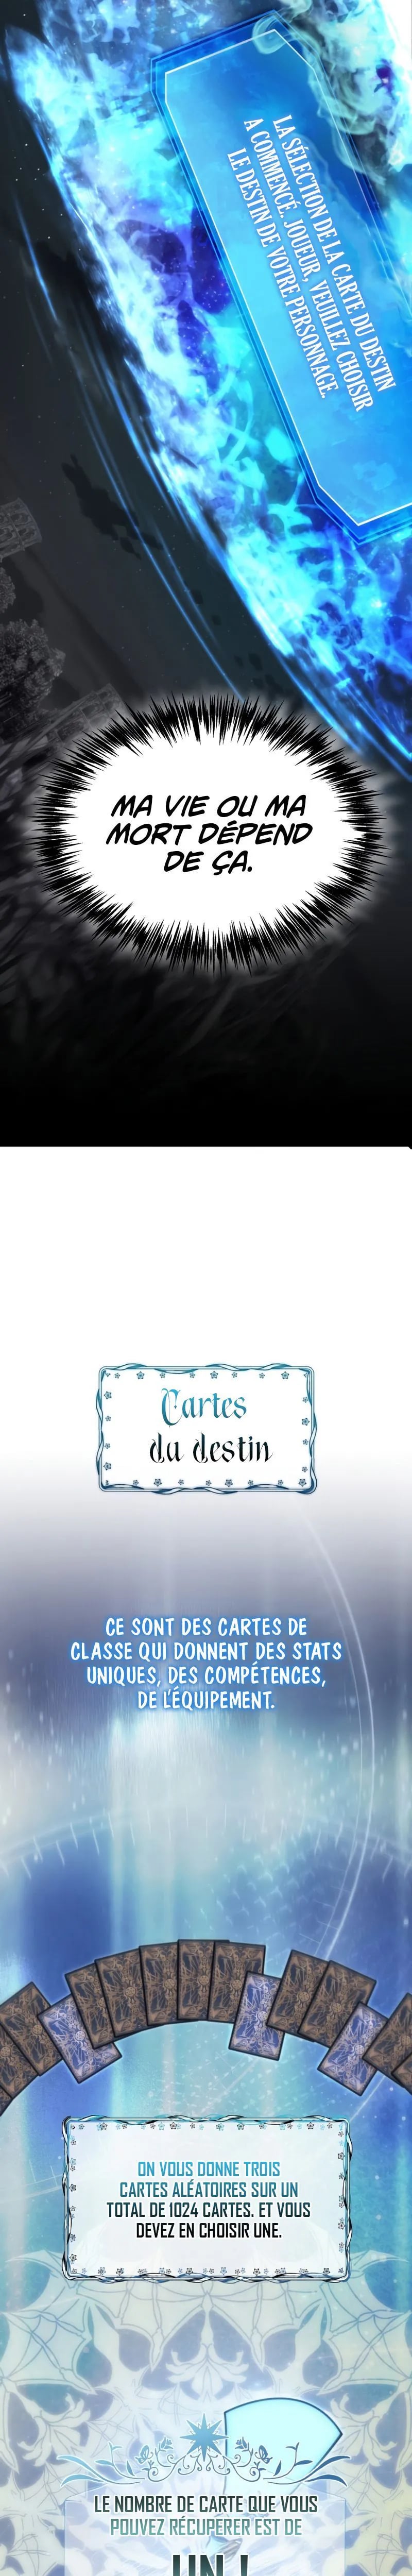 LA SÉLECTION DE LA CARTE DU DESTIN
A COMMENCÉ. JOUEUR, VEUILLEZ CHOISIR
LE DESTIN DE VOTRE PERSONNAGE.
MA VIE OU MA
MORT DÉPEND
DE ÇA.
Cartes
du destin
CE SONT DES CARTES DE
CLASSE QUI DONNENT DES STATS
UNIQUES, DES COMPÉTENCES,
DE L'ÉQUIPEMENT.
ON VOUS DONNE TROIS
CARTES ALÉATOIRES SUR UN
TOTAL DE 1024 CARTES. ET VOUS
DEVEZ EN CHOISIR UNE.
LE NOMBRE DE CARTE QUE VOUS
POUVEZ RÉCUPERER EST DE
UN !